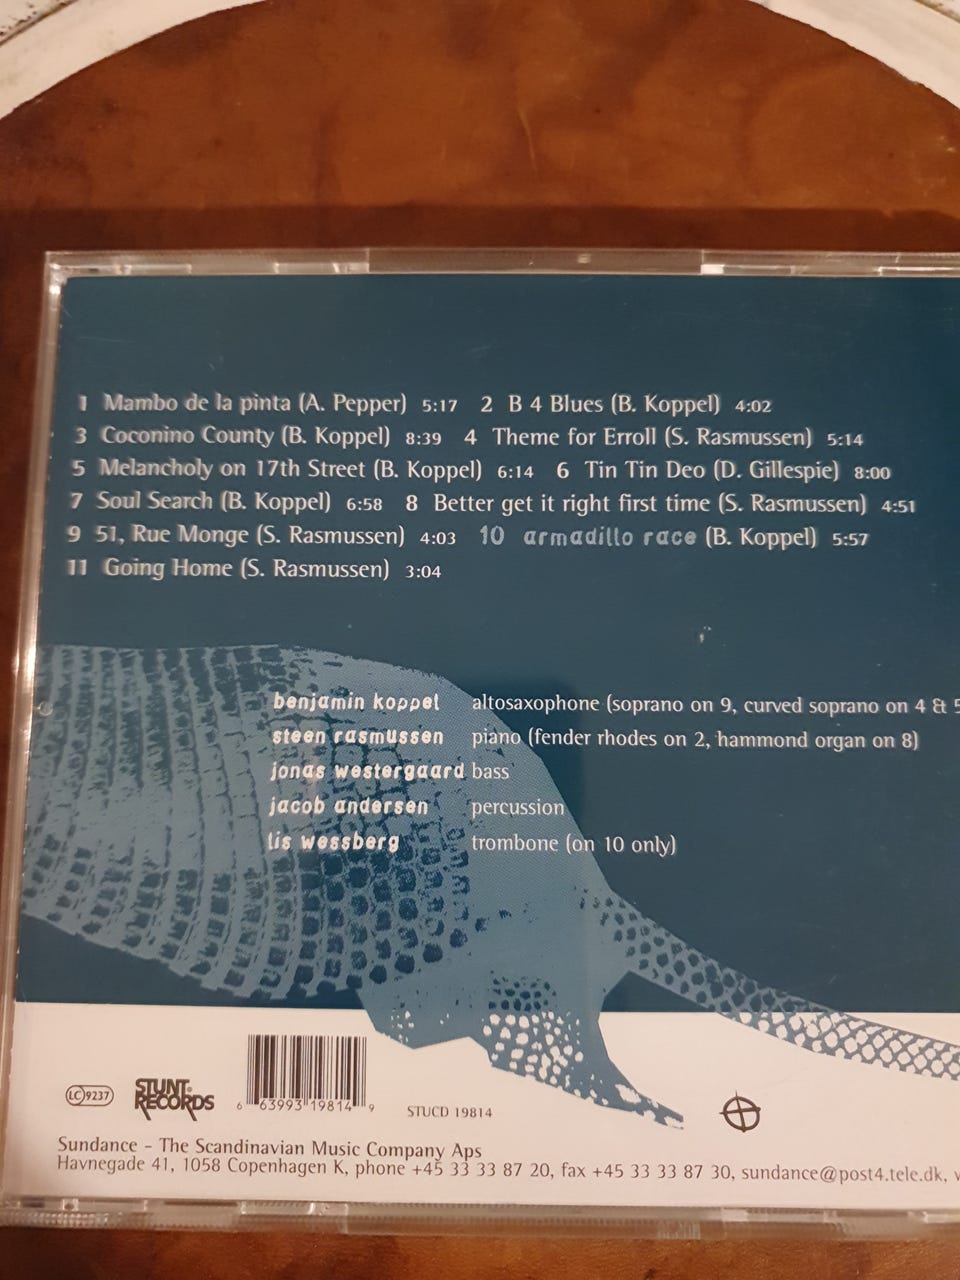 1 Mambo de la pinta (A. Pepper) 5:17 2 B 4 Blues (B. Koppel) 4:02
3 Coconino County (B. Koppel) 8:39 4 Theme for Erroll (S. Rasmussen) 5:14
5 Melancholy on 17th Street (B. Koppel) 6:14 6 Tin Tin Deo (D. Gillespie) 8:00
7 Soul Search (B. Koppel) 6:58 8 Better get it right first time (S. Rasmussen) 4:51
9 51, Rue Monge (S. Rasmussen) 4:03 10 armadillo race (B. Koppel) 5:57
11 Going Home (S. Rasmussen) 3:04
benjamin koppel altosaxophone (soprano on 9, curved soprano on 4 & 5
steen rasmussen piano (fender rhodes on 2, hammond organ on 8)
jonas westergaard bass
jacob andersen percussion
lis wessberg trombone (on 10 only)
LC 9237 STUNT RECORDS 6 63993 19814 9 STUCD 19814
Sundance - The Scandinavian Music Company Aps
Havnegade 41, 1058 Copenhagen K, phone +45 33 33 87 20, fax +45 33 33 87 30, sundance@post4.tele.dk,